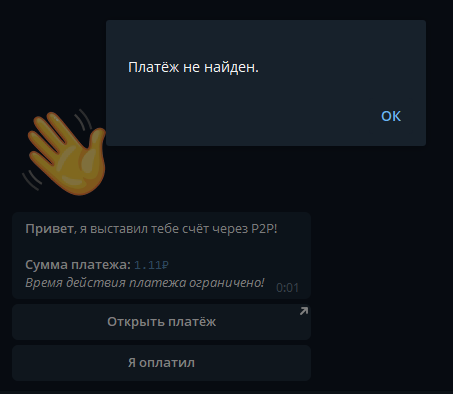 Платёж не найден.
ОК
Привет, я выставил тебе счёт через P2P!
Сумма платежа: 1.11₽
Время действия платежа ограничено!
0:01
Открыть платёж
Я оплатил